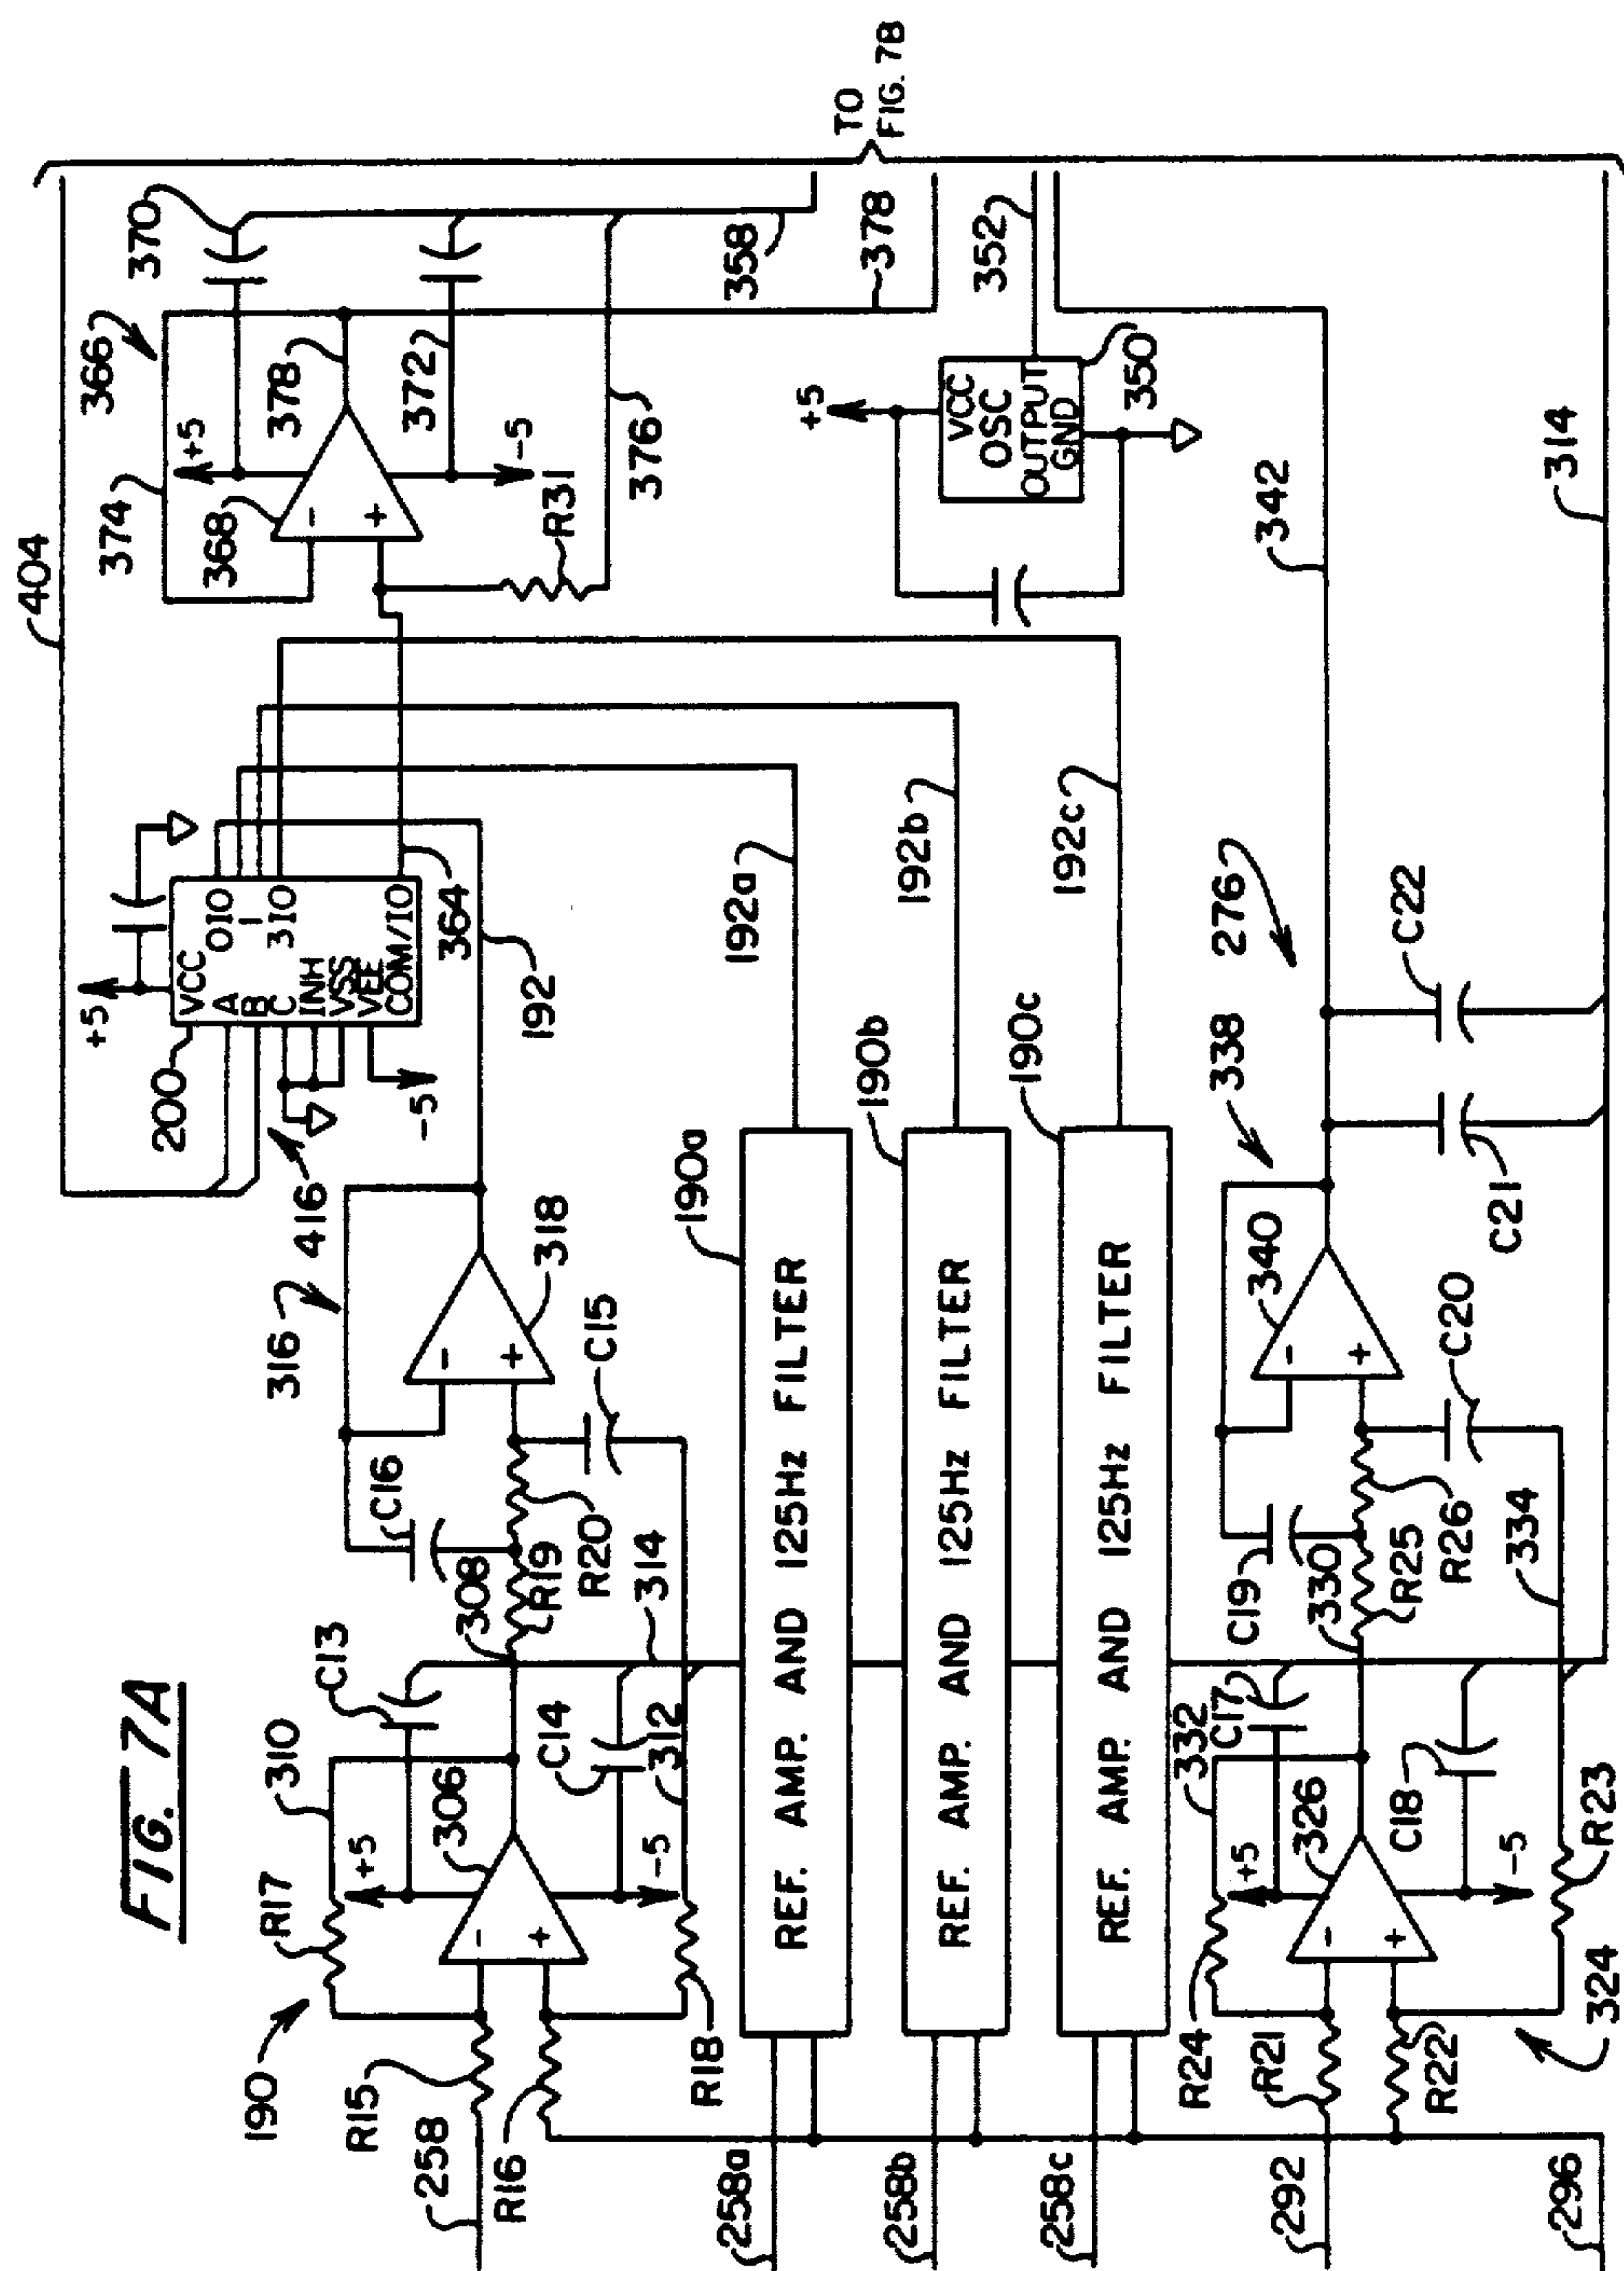 FIG. 7A
404
416
200
+5
VCC
A
B
C
INH
VSS
VEE
COM/IO
0IO
1
3IO
-5
364
192
366
374
+5
368
378
370
372
-5
R31
376
358
378
TO
FIG. 7B
190
R17
310
+5
306
C13
R15
258
R16
R18
-5
C14
312
308
R19
R20
314
C16
316
318
C15
- +
- +
- +
190a
REF. AMP. AND 125Hz FILTER
258a
192a
190b
REF. AMP. AND 125Hz FILTER
258b
192b
190c
REF. AMP. AND 125Hz FILTER
258c
192c
+5
VCC
OSC
OUTPUT
GND
350
352
R24
332
+5
326
C17
R21
292
R22
296
324
R23
-5
C18
330
R25
R26
334
C19
338
340
C20
- +
- +
276
C21
C22
342
314